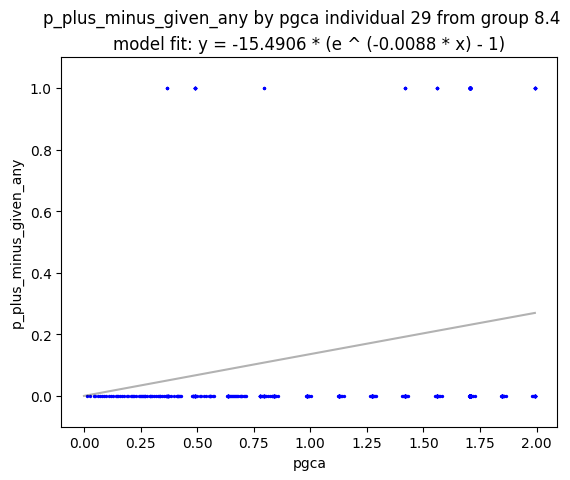 p_plus_minus_given_any by pgca individual 29 from group 8.4
model fit: y = -15.4906 * (e ^ (-0.0088 * x) - 1)
1.0
0.8
0.6
0.4
0.2
0.0
p_plus_minus_given_any
0.00 0.25 0.50 0.75 1.00 1.25 1.50 1.75 2.00
pgca